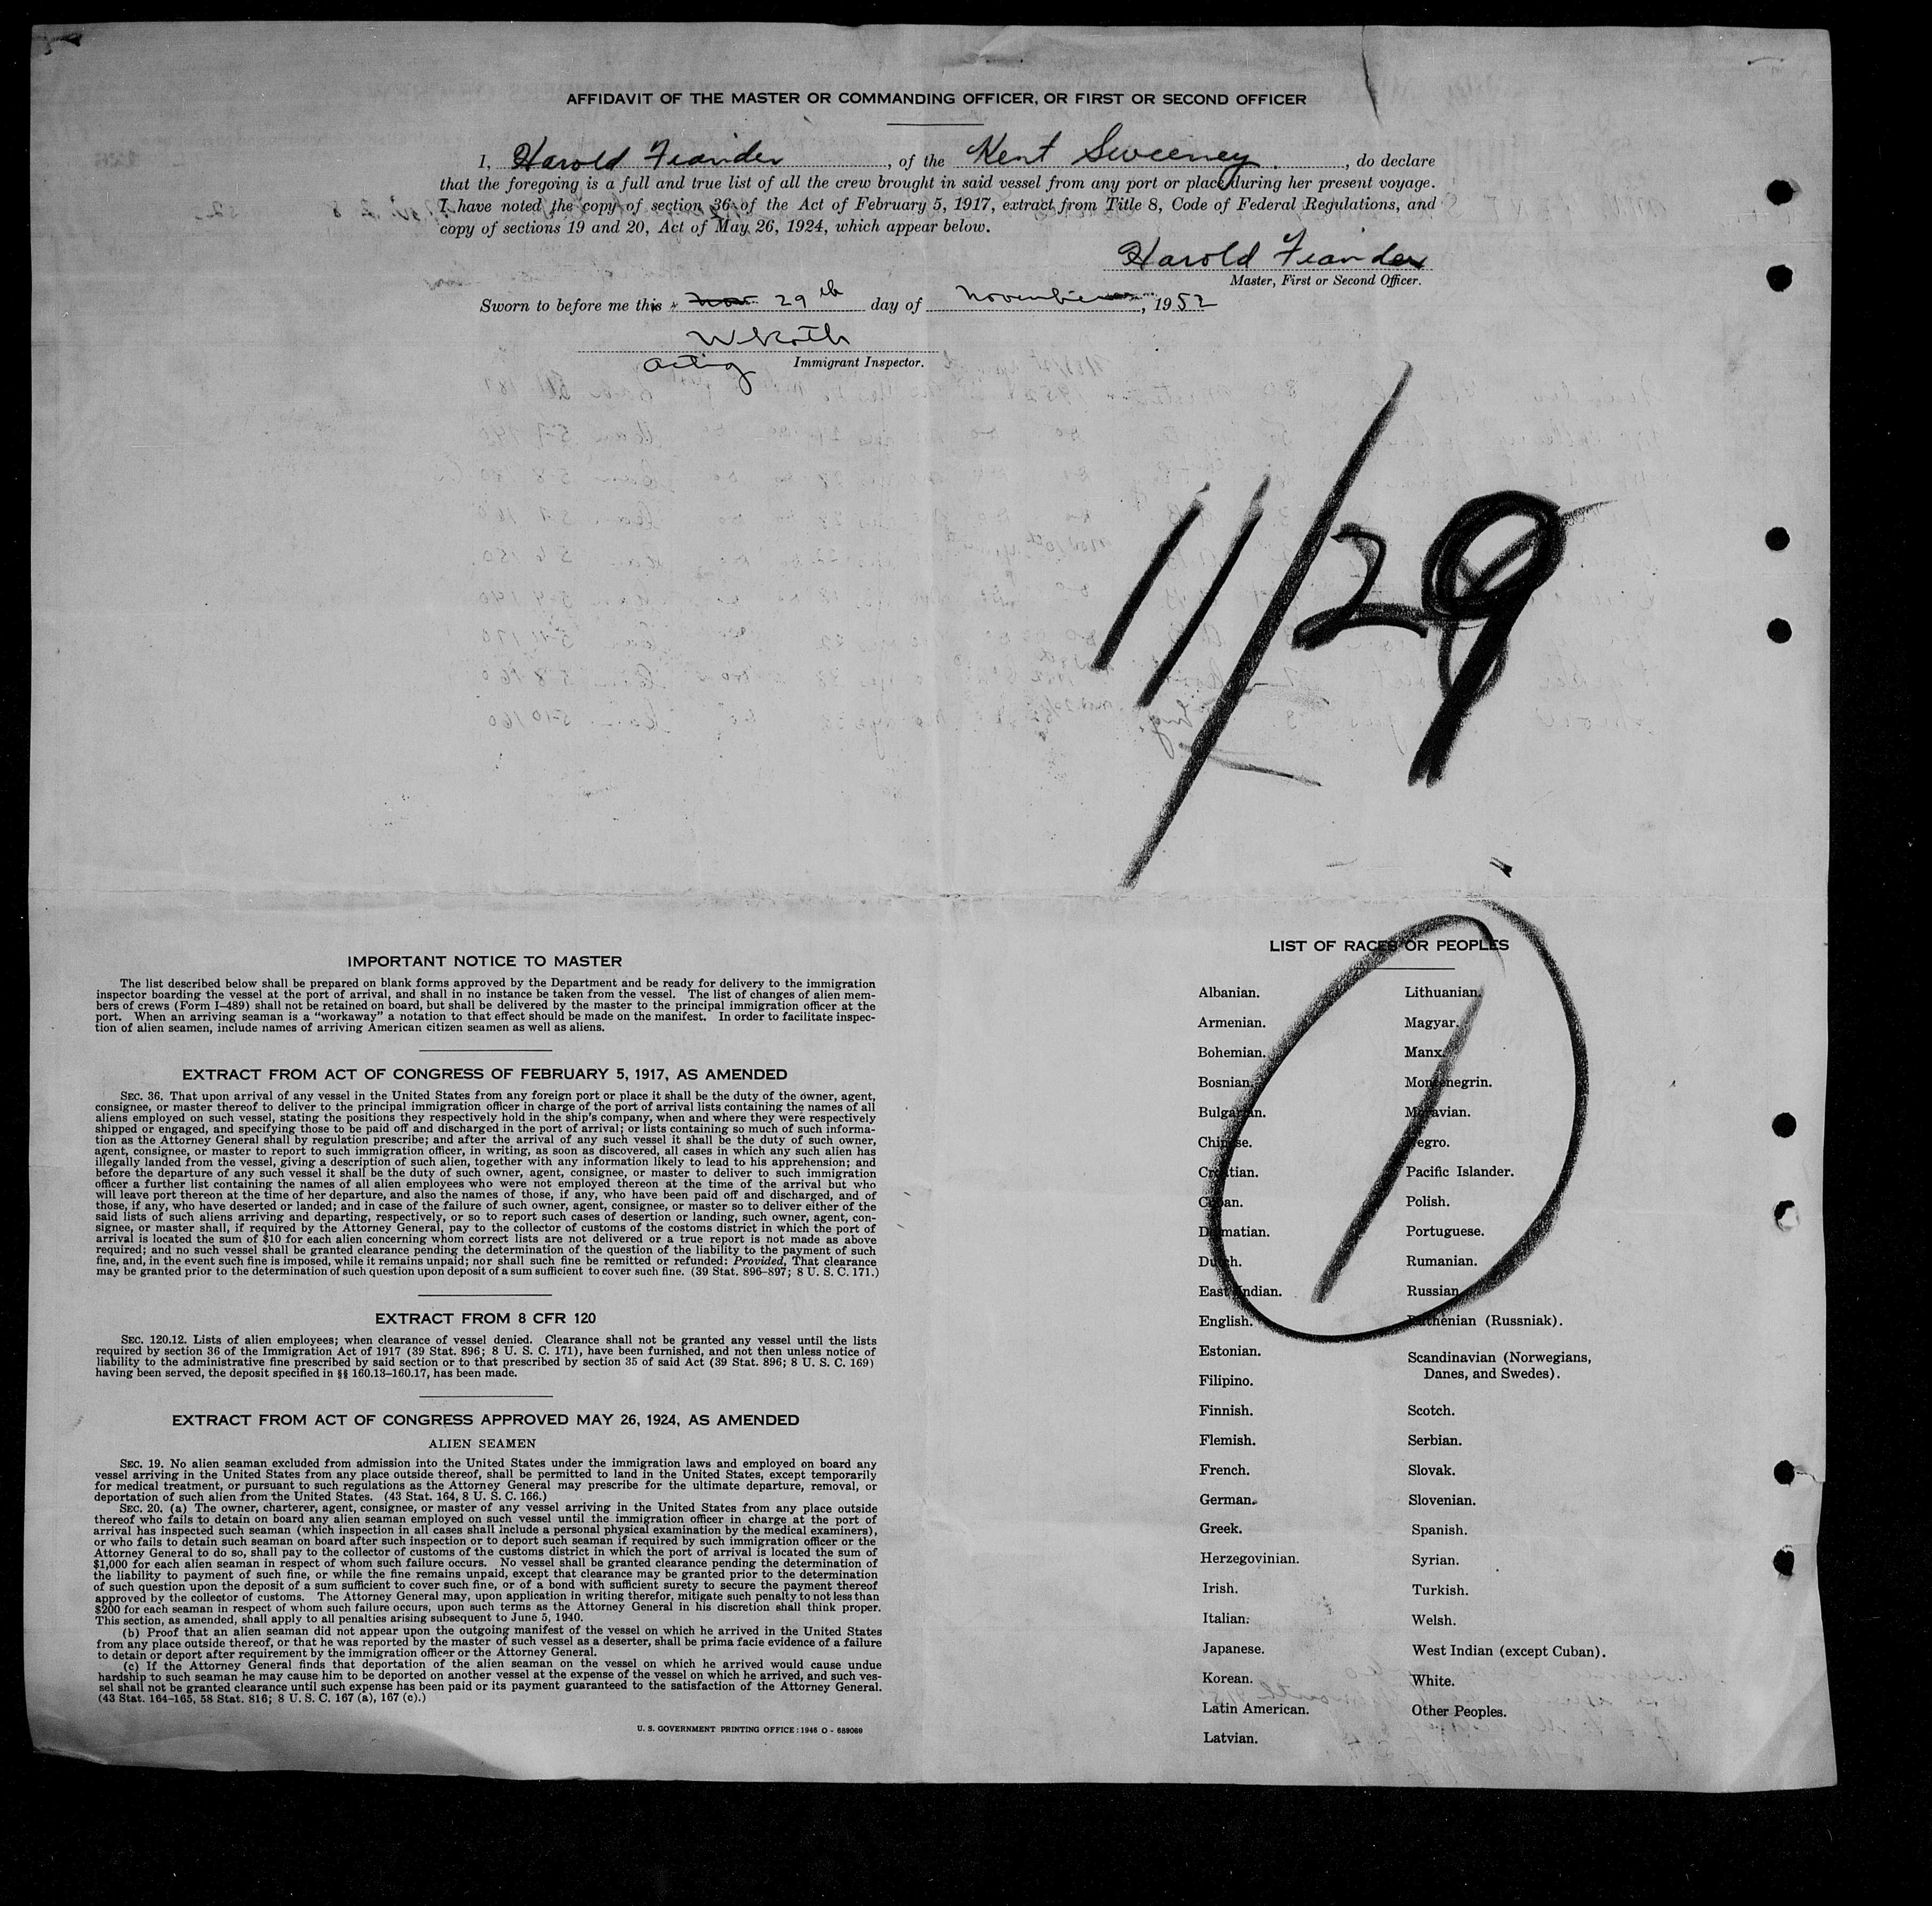 AFFIDAVIT OF THE MASTER OR COMMANDING OFFICER, OR FIRST OR SECOND OFFICER
I, Harold Fiander, of the Kent Sweeney, do declare
that the foregoing is a full and true list of all the crew brought in said vessel from any port or place during her present voyage.
I have noted the copy of section 36 of the Act of February 5, 1917, extract from Title 8, Code of Federal Regulations, and
copy of sections 19 and 20, Act of May 26, 1924, which appear below.
Harold Fiander
Master, First or Second Officer.
Sworn to before me this 29th day of November, 1952
Acting Immigrant Inspector.
11/29
IMPORTANT NOTICE TO MASTER
The list described below shall be prepared on blank forms approved by the Department and be ready for delivery to the immigration
inspector boarding the vessel at the port of arrival, and shall in no instance be taken from the vessel. The list of changes of alien mem-
bers of crews (Form I–489) shall not be retained on board, but shall be delivered by the master to the principal immigration officer at the
port. When an arriving seaman is a “workaway” a notation to that effect should be made on the manifest. In order to facilitate inspec-
tion of alien seamen, include names of arriving American citizen seamen as well as aliens.
EXTRACT FROM ACT OF CONGRESS OF FEBRUARY 5, 1917, AS AMENDED
SEC. 36. That upon arrival of any vessel in the United States from any foreign port or place it shall be the duty of the owner, agent,
consignee, or master thereof to deliver to the principal immigration officer in charge of the port of arrival lists containing the names of all
aliens employed on such vessel, stating the positions they respectively hold in the ship's company, when and where they were respectively
shipped or engaged, and specifying those to be paid off and discharged in the port of arrival; or lists containing so much of such informa-
tion as the Attorney General shall by regulation prescribe; and after the arrival of any such vessel it shall be the duty of such owner,
agent, consignee, or master to report to such immigration officer, in writing, as soon as discovered, all cases in which any such alien has
illegally landed from the vessel, giving a description of such alien, together with any information likely to lead to his apprehension; and
before the departure of any such vessel it shall be the duty of such owner, agent, consignee, or master to deliver to such immigration
officer a further list containing the names of all alien employees who were not employed thereon at the time of the arrival but who
will leave port thereon at the time of her departure, and also the names of those, if any, who have been paid off and discharged, and of
those, if any, who have deserted or landed; and in case of the failure of such owner, agent, consignee, or master so to deliver either of the
said lists of such aliens arriving and departing, respectively, or so to report such cases of desertion or landing, such owner, agent, con-
signee, or master shall, if required by the Attorney General, pay to the collector of customs of the customs district in which the port of
arrival is located the sum of $10 for each alien concerning whom correct lists are not delivered or a true report is not made as above
required; and no such vessel shall be granted clearance pending the determination of the question of the liability to the payment of such
fine, and, in the event such fine is imposed, while it remains unpaid; nor shall such fine be remitted or refunded: Provided, That clearance
may be granted prior to the determination of such question upon deposit of a sum sufficient to cover such fine. (39 Stat. 896–897; 8 U. S. C. 171.)
EXTRACT FROM 8 CFR 120
SEC. 120.12. Lists of alien employees; when clearance of vessel denied. Clearance shall not be granted any vessel until the lists
required by section 36 of the Immigration Act of 1917 (39 Stat. 896; 8 U. S. C. 171), have been furnished, and not then unless notice of
liability to the administrative fine prescribed by said section or to that prescribed by section 35 of said Act (39 Stat. 896; 8 U. S. C. 169)
having been served, the deposit specified in §§ 160.13–160.17, has been made.
EXTRACT FROM ACT OF CONGRESS APPROVED MAY 26, 1924, AS AMENDED
ALIEN SEAMEN
SEC. 19. No alien seaman excluded from admission into the United States under the immigration laws and employed on board any
vessel arriving in the United States from any place outside thereof, shall be permitted to land in the United States, except temporarily
for medical treatment, or pursuant to such regulations as the Attorney General may prescribe for the ultimate departure, removal, or
deportation of such alien from the United States. (43 Stat. 164, 8 U. S. C. 166.)
SEC. 20. (a) The owner, charterer, agent, consignee, or master of any vessel arriving in the United States from any place outside
thereof who fails to detain on board any alien seaman employed on such vessel until the immigration officer in charge at the port of
arrival has inspected such seaman (which inspection in all cases shall include a personal physical examination by the medical examiners),
or who fails to detain such seaman on board after such inspection or to deport such seaman if required by such immigration officer or the
Attorney General to do so, shall pay to the collector of customs of the customs district in which the port of arrival is located the sum of
$1,000 for each alien seaman in respect of whom such failure occurs. No vessel shall be granted clearance pending the determination of
the liability to payment of such fine, or while the fine remains unpaid, except that clearance may be granted prior to the determination
of such question upon the deposit of a sum sufficient to cover such fine, or of a bond with sufficient surety to secure the payment thereof
approved by the collector of customs. The Attorney General may, upon application in writing therefor, mitigate such penalty to not less than
$200 for each seaman in respect of whom such failure occurs, upon such terms as the Attorney General in his discretion shall think proper.
This section, as amended, shall apply to all penalties arising subsequent to June 5, 1940.
(b) Proof that an alien seaman did not appear upon the outgoing manifest of the vessel on which he arrived in the United States
from any place outside thereof, or that he was reported by the master of such vessel as a deserter, shall be prima facie evidence of a failure
to detain or deport after requirement by the immigration officer or the Attorney General.
(c) If the Attorney General finds that deportation of the alien seaman on the vessel on which he arrived would cause undue
hardship to such seaman he may cause him to be deported on another vessel at the expense of the vessel on which he arrived, and such ves-
sel shall not be granted clearance until such expense has been paid or its payment guaranteed to the satisfaction of the Attorney General.
(43 Stat. 164–165, 58 Stat. 816; 8 U. S. C. 167 (a), 167 (c).)
U. S. GOVERNMENT PRINTING OFFICE : 1946 O - 689069
LIST OF RACES OR PEOPLES
1
Albanian.
Armenian.
Bohemian.
Bosnian.
Bulgarian.
Chinese.
Croatian.
Cuban.
Dalmatian.
Dutch.
East Indian.
English.
Estonian.
Filipino.
Finnish.
Flemish.
French.
German.
Greek.
Herzegovinian.
Irish.
Italian.
Japanese.
Korean.
Latin American.
Latvian.
Lithuanian.
Magyar.
Manx.
Montenegrin.
Moravian.
Negro.
Pacific Islander.
Polish.
Portuguese.
Rumanian.
Russian.
Ruthenian (Russniak).
Scandinavian (Norwegians,
Danes, and Swedes).
Scotch.
Serbian.
Slovak.
Slovenian.
Spanish.
Syrian.
Turkish.
Welsh.
West Indian (except Cuban).
White.
Other Peoples.